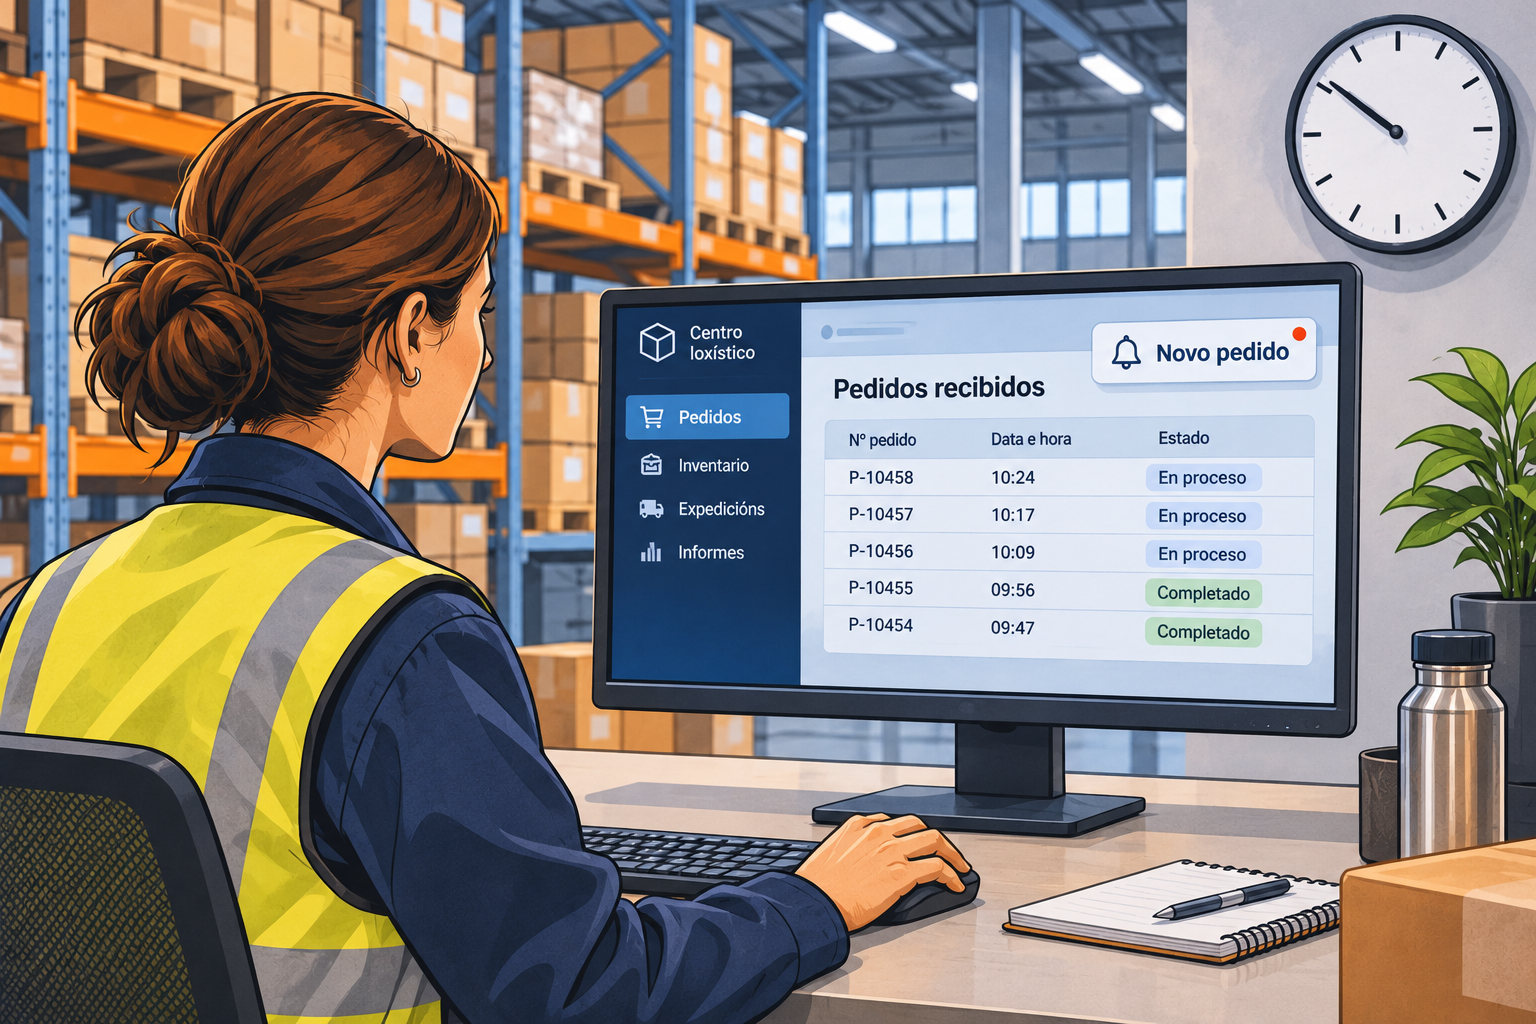 Centro
loxístico
Pedidos
Inventario
Expedicións
Informes
Novo pedido
Pedidos recibidos
Nº pedido Data e hora Estado
P-10458 10:24 En proceso
P-10457 10:17 En proceso
P-10456 10:09 En proceso
P-10455 09:56 Completado
P-10454 09:47 Completado